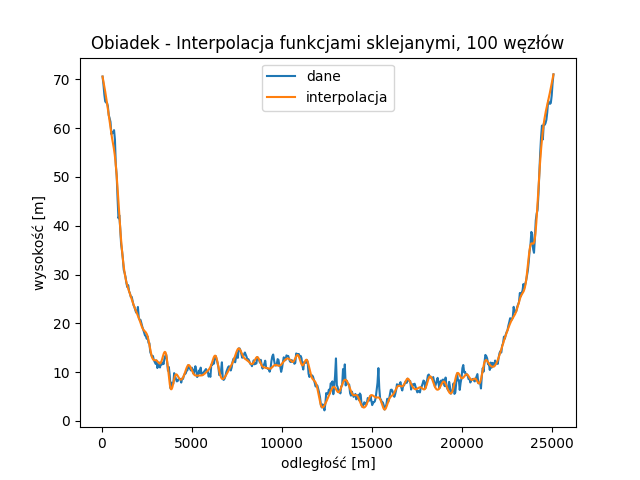 Obiadek - Interpolacja funkcjami sklejanymi, 100 węzłów
dane
interpolacja
wysokość [m]
70
60
50
40
30
20
10
0
0 5000 10000 15000 20000 25000
odległość [m]